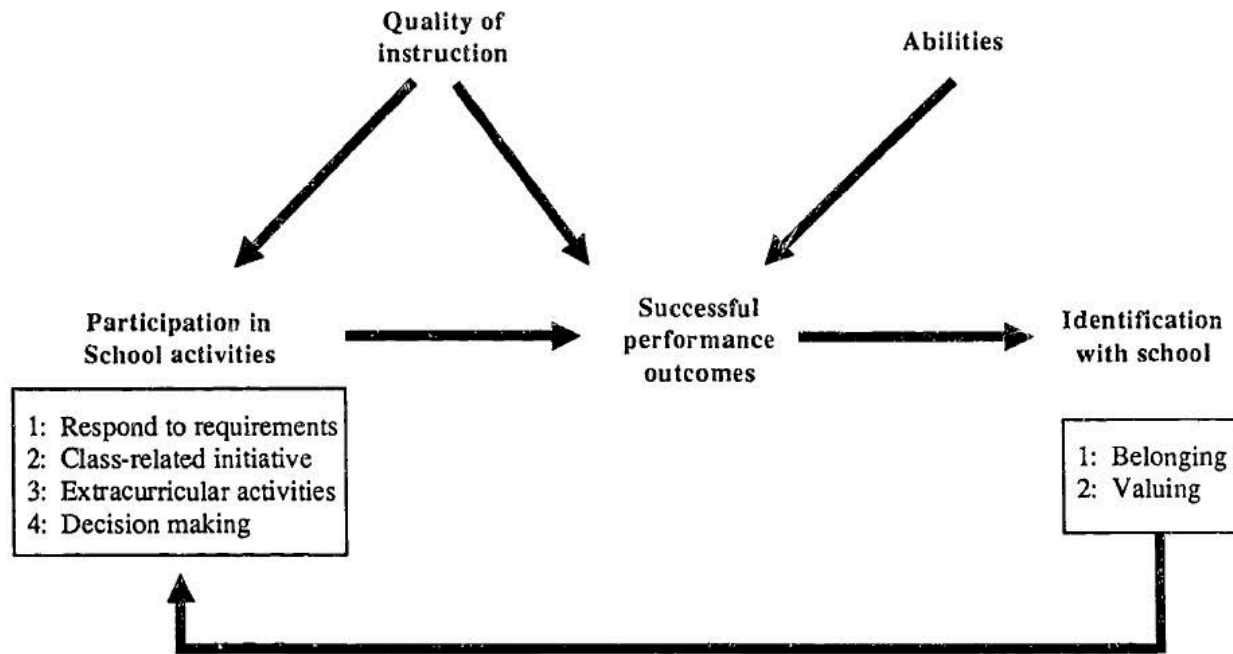 Quality of
instruction
Abilities
Participation in
School activities
1: Respond to requirements
2: Class-related initiative
3: Extracurricular activities
4: Decision making
Successful
performance
outcomes
Identification
with school
1: Belonging
2: Valuing